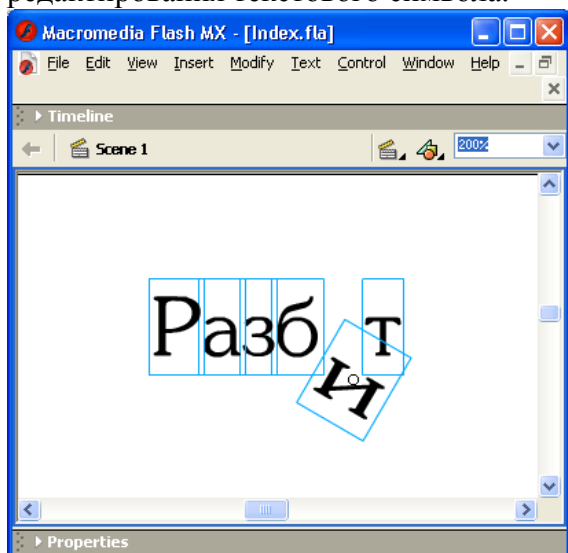 редактирования текстового символа.
Macromedia Flash MX - [Index.fla]
File Edit View Insert Modify Text Control Window Help
Timeline
Scene 1 200%
Разбит
Properties